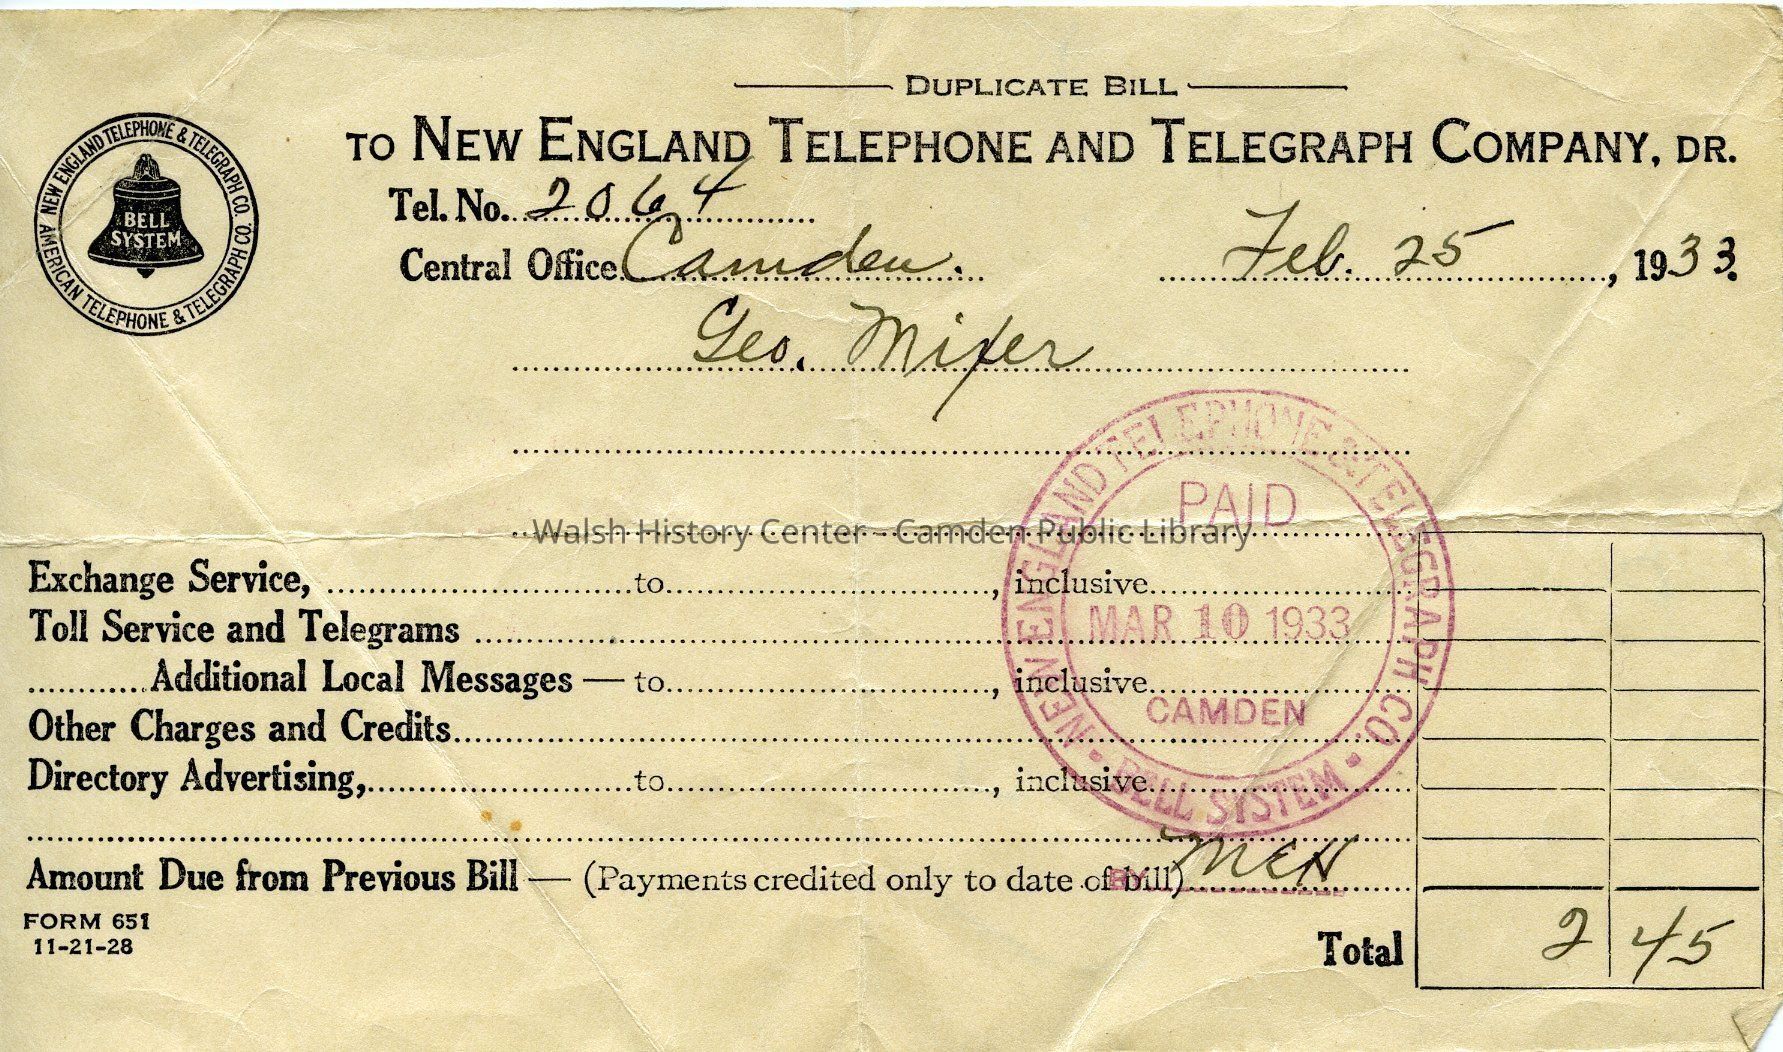 DUPLICATE BILL
TO NEW ENGLAND TELEPHONE AND TELEGRAPH COMPANY, DR.
NEW ENGLAND TELEPHONE & TELEGRAPH CO.
AMERICAN TELEPHONE & TELEGRAPH CO.
BELL
SYSTEM
Tel. No. 2064
Central Office Camden. Feb. 25, 1933.
Geo. Mixer
NEW ENGLAND TELEPHONE & TELEGRAPH CO.
PAID
MAR 10 1933
CAMDEN
BELL SYSTEM
Walsh History Center - Camden Public Library
Exchange Service, to , inclusive
Toll Service and Telegrams
Additional Local Messages — to , inclusive
Other Charges and Credits
Directory Advertising, to , inclusive
Amount Due from Previous Bill — (Payments credited only to date of bill)
BY MEH
FORM 651
11-21-28
Total 2 45